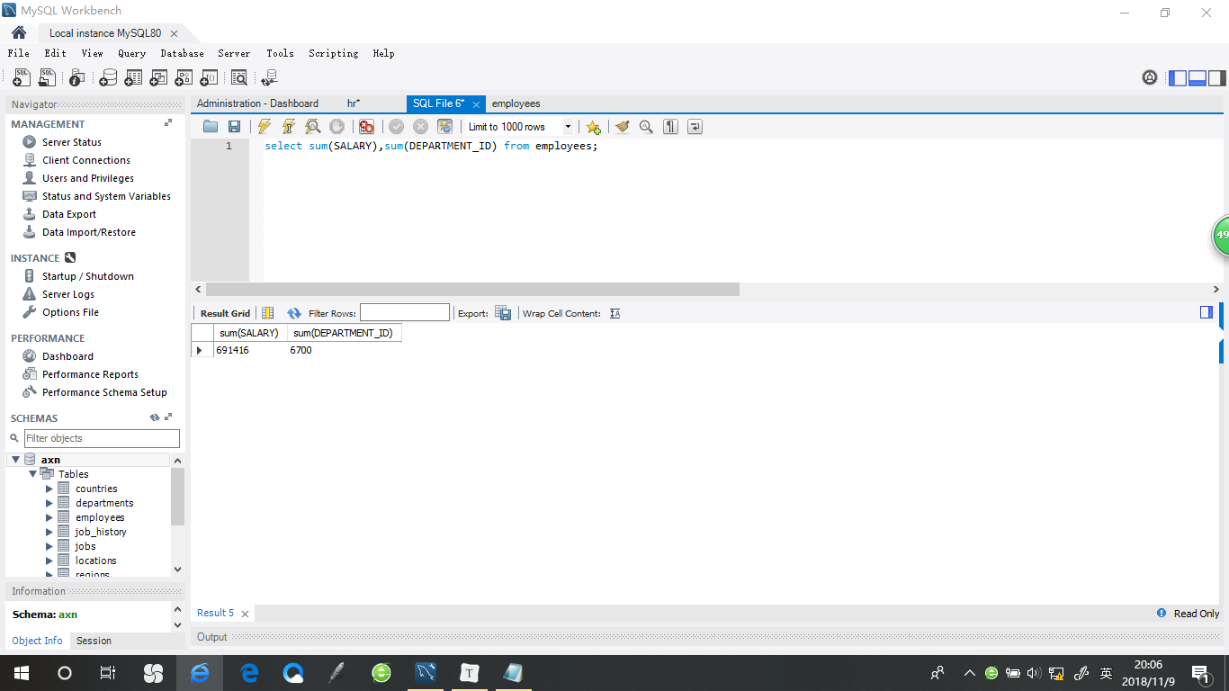 MySQL Workbench
Local instance MySQL80
File Edit View Query Database Server Tools Scripting Help
Navigator
MANAGEMENT
Server Status
Client Connections
Users and Privileges
Status and System Variables
Data Export
Data Import/Restore
INSTANCE
Startup / Shutdown
Server Logs
Options File
PERFORMANCE
Dashboard
Performance Reports
Performance Schema Setup
SCHEMAS
Filter objects
axn
Tables
countries
departments
employees
job_history
jobs
locations
regions
Information
Schema: axn
Object Info Session
Administration - Dashboard hr* SQL File 6* employees
Limit to 1000 rows
1 select sum(SALARY),sum(DEPARTMENT_ID) from employees;
49
Result Grid Filter Rows: Export: Wrap Cell Content:
sum(SALARY) sum(DEPARTMENT_ID)
691416 6700
Result 5 Read Only
Output
英 20:06
2018/11/9 1